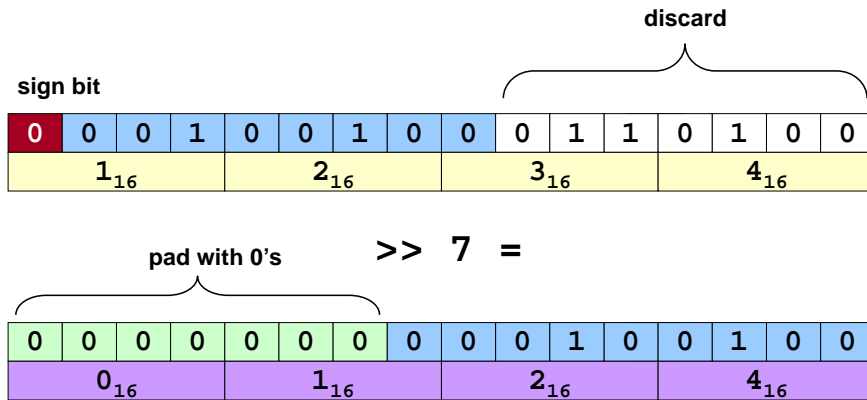 discard
sign bit
0 0 0 1 0 0 1 0 0 0 1 1 0 1 0 0
1₁₆ 2₁₆ 3₁₆ 4₁₆
pad with 0's >> 7 =
0 0 0 0 0 0 0 0 0 0 1 0 0 1 0 0
0₁₆ 1₁₆ 2₁₆ 4₁₆